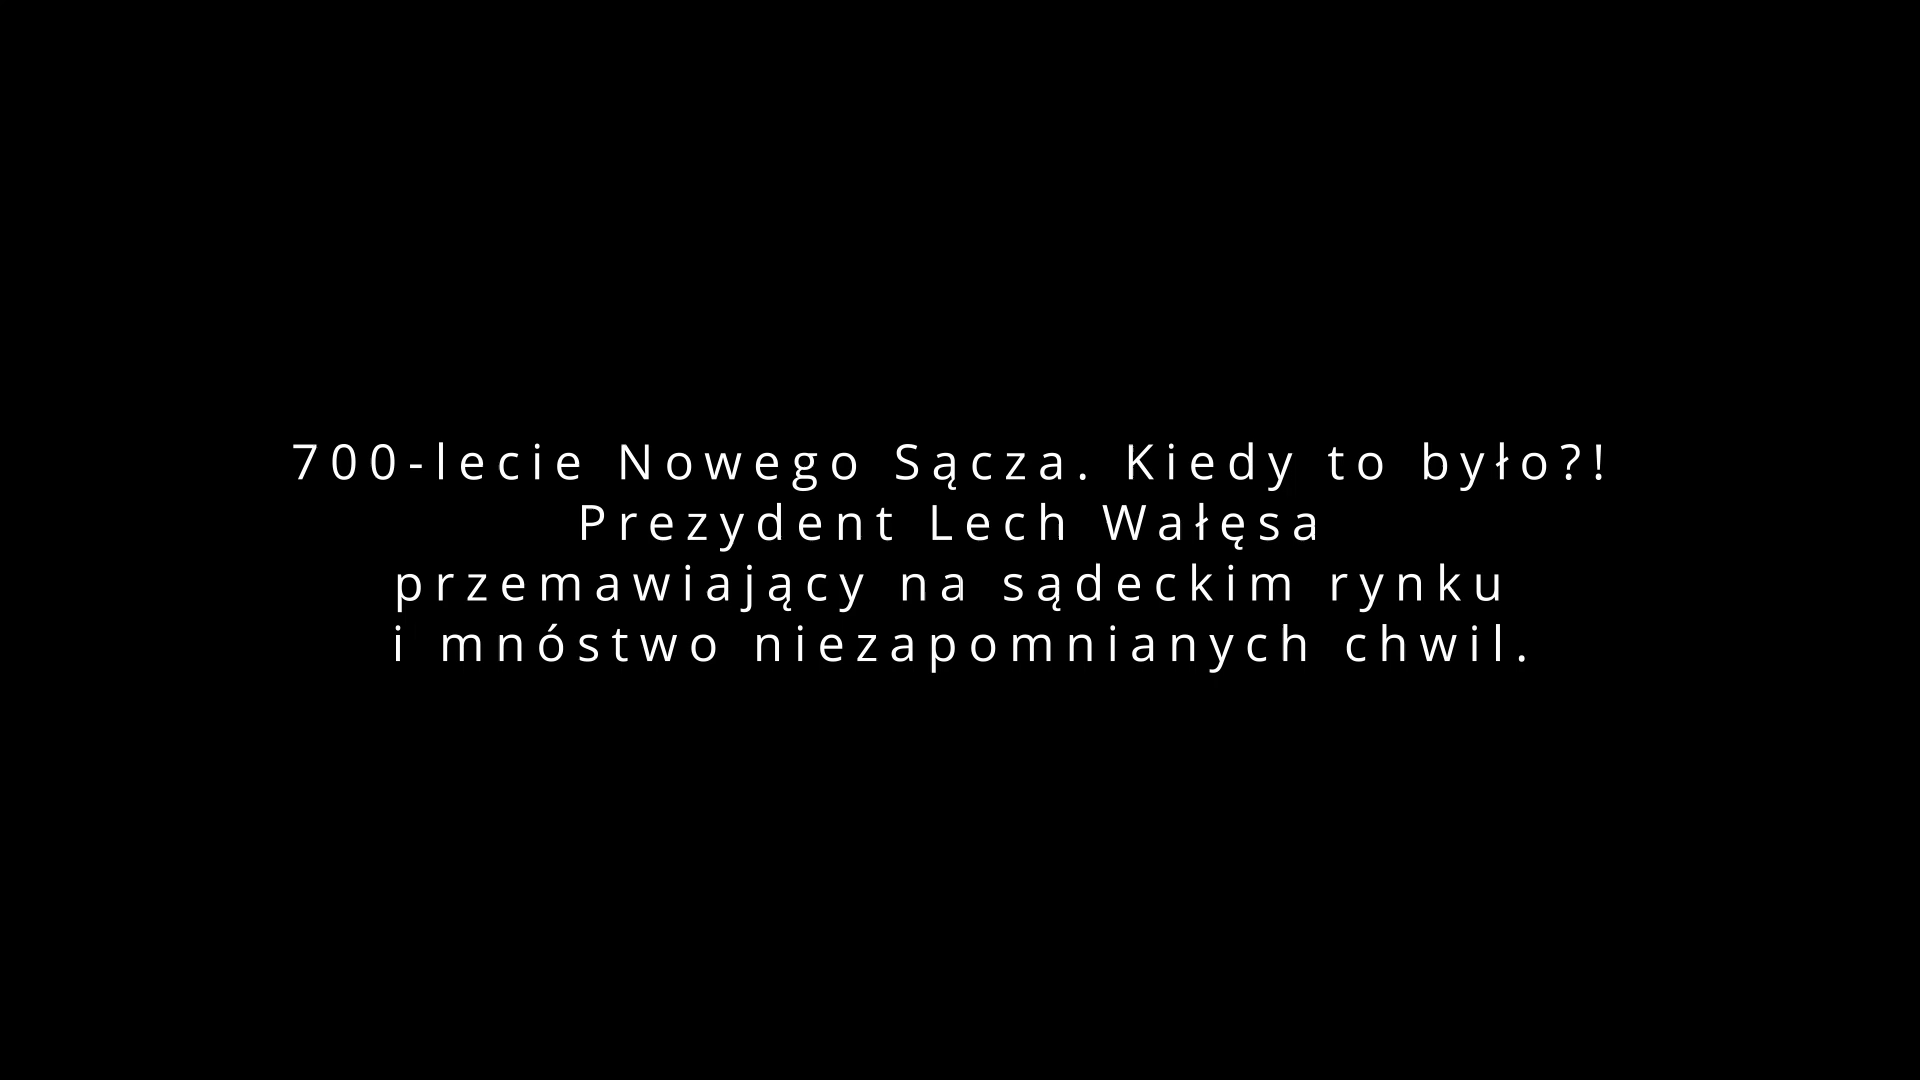 700-lecie Nowego Sącza. Kiedy to było?!
Prezydent Lech Wałęsa
przemawiający na sądeckim rynku
i mnóstwo niezapomnianych chwil.